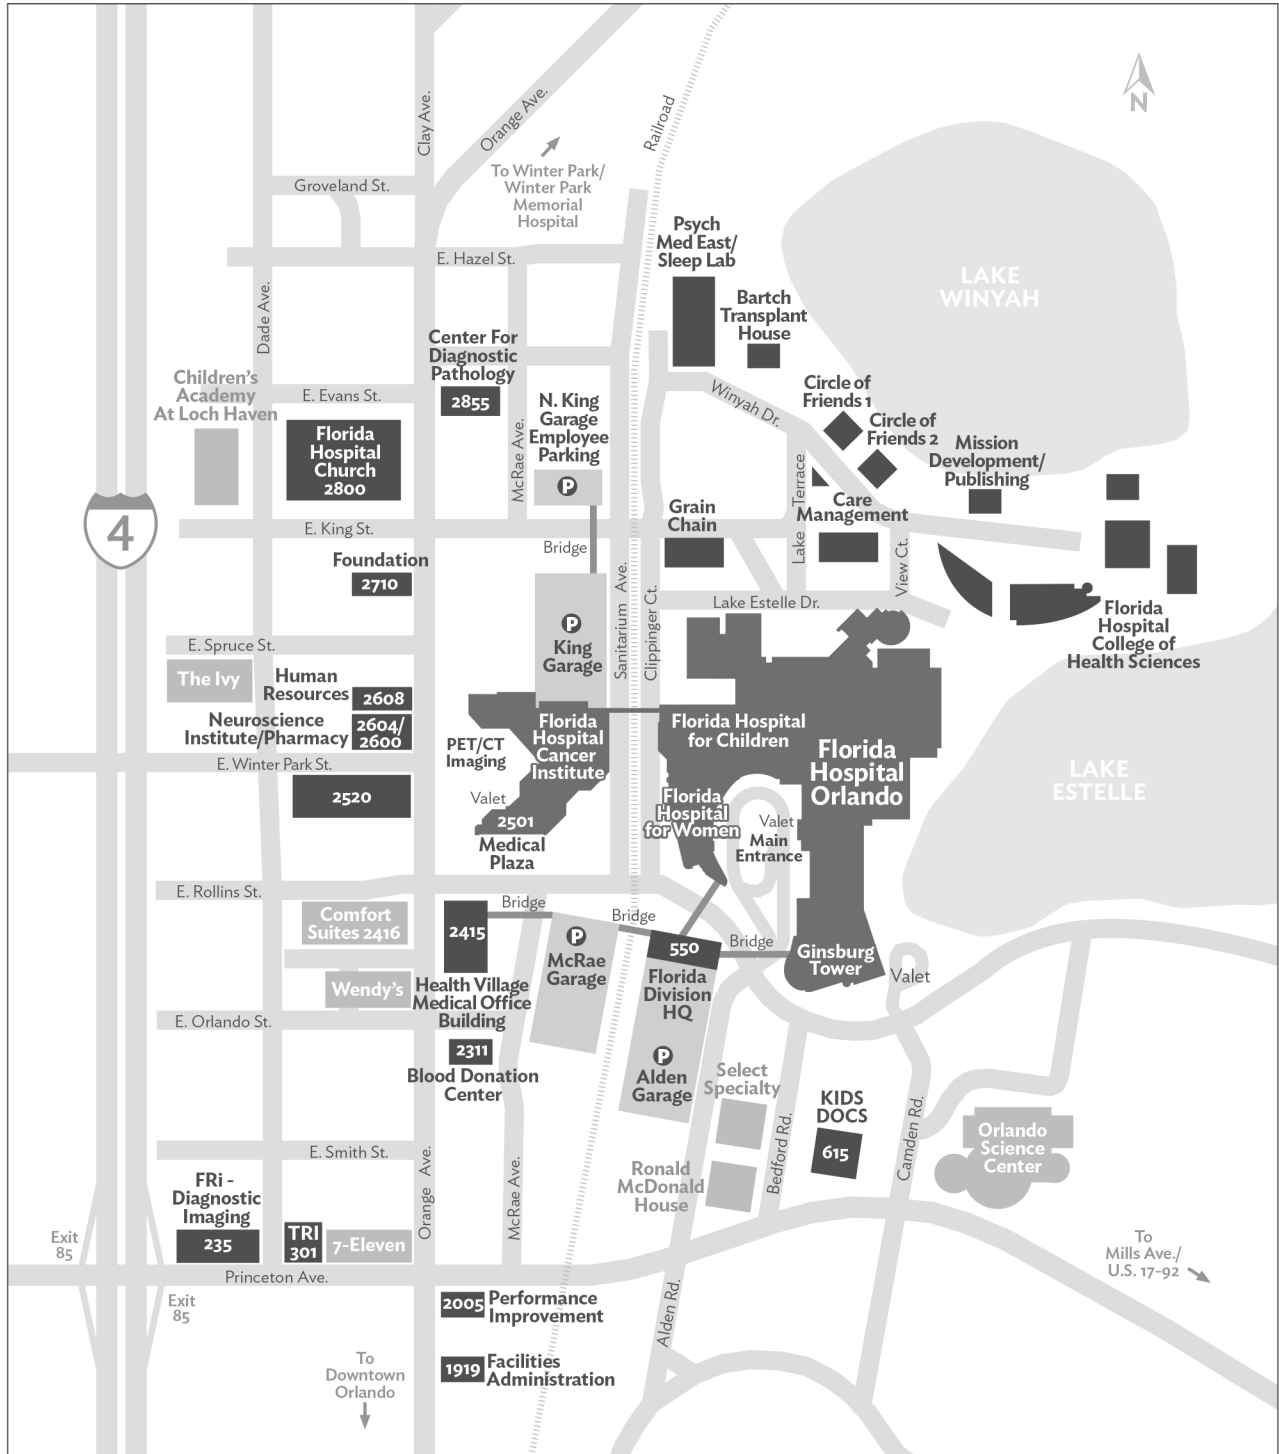 Clay Ave.
Orange Ave.
Railroad
N
To Winter Park/
Winter Park
Memorial
Hospital
Groveland St.
E. Hazel St.
Psych
Med East/
Sleep Lab
LAKE
WINYAH
Dade Ave.
Bartch
Transplant
House
Center For
Diagnostic
Pathology
2855
Children's
Academy
At Loch Haven
E. Evans St.
Winyah Dr.
Circle of
Friends 1
Circle of
Friends 2
N. King
Garage
Employee
Parking
P
McRae Ave.
Florida
Hospital
Church
2800
Mission
Development/
Publishing
Lake Terrace
Care
Management
Grain
Chain
4
E. King St.
Bridge
Foundation
2710
Sanitarium Ave.
Clippinger Ct.
View Ct.
Lake Estelle Dr.
Florida
Hospital
College of
Health Sciences
P
King
Garage
E. Spruce St.
The Ivy
Human
Resources
2608
Neuroscience
Institute/Pharmacy
2604/
2600
PET/CT
Imaging
Florida
Hospital
Cancer
Institute
Florida Hospital
for Children
Florida
Hospital
Orlando
LAKE
ESTELLE
E. Winter Park St.
2520
Valet
2501
Medical
Plaza
Florida
Hospital
for Women
Valet
Main
Entrance
E. Rollins St.
Comfort
Suites 2416
2415
Bridge
Bridge
550
Bridge
Ginsburg
Tower
Valet
P
McRae
Garage
Wendy's
Health Village
Medical Office
Building
Florida
Division
HQ
E. Orlando St.
2311
Blood Donation
Center
P
Alden
Garage
Select
Specialty
KIDS
DOCS
615
Bedford Rd.
Camden Rd.
Orlando
Science
Center
E. Smith St.
Orange Ave.
McRae Ave.
Ronald
McDonald
House
FRi -
Diagnostic
Imaging
235
TRI
301
7-Eleven
Exit
85
To
Mills Ave./
U.S. 17-92
Princeton Ave.
Exit
85
2005
Performance
Improvement
Alden Rd.
To
Downtown
Orlando
1919
Facilities
Administration